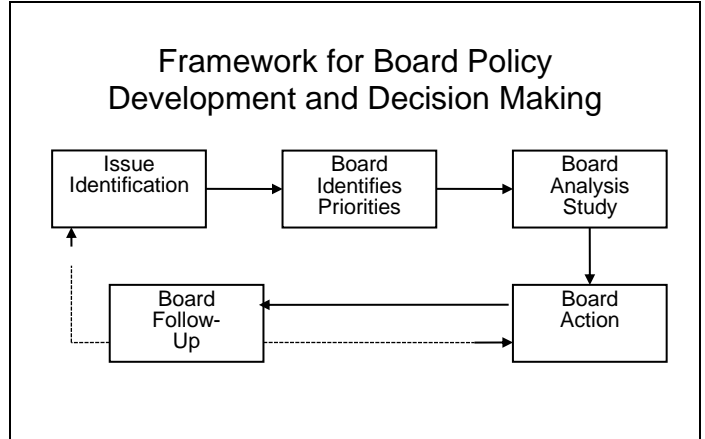 Framework for Board Policy
Development and Decision Making
Issue
Identification
Board
Identifies
Priorities
Board
Analysis
Study
Board
Follow-
Up
Board
Action